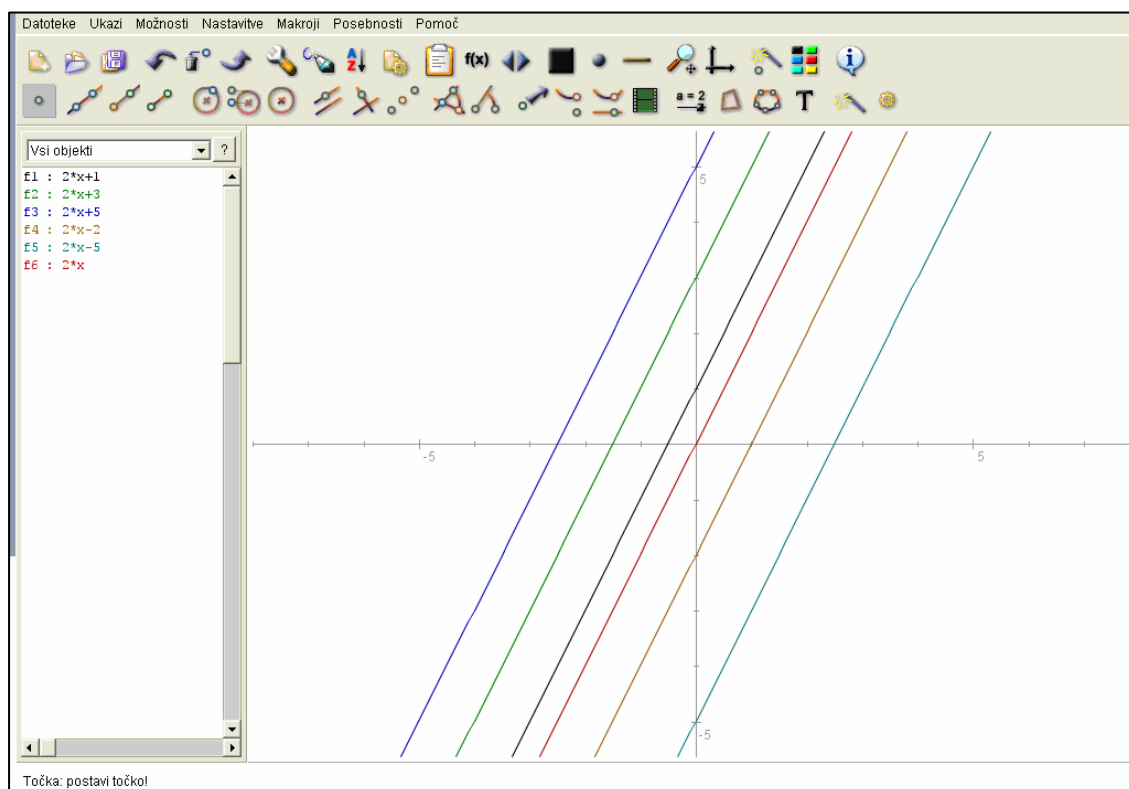 Datoteke Ukazi Možnosti Nastavitve Makroji Posebnosti Pomoč
f(x)
a = 2
T
Vsi objekti ?
f1 : 2*x+1
f2 : 2*x+3
f3 : 2*x+5
f4 : 2*x-2
f5 : 2*x-5
f6 : 2*x
5
-5
5
-5
Točka: postavi točko!